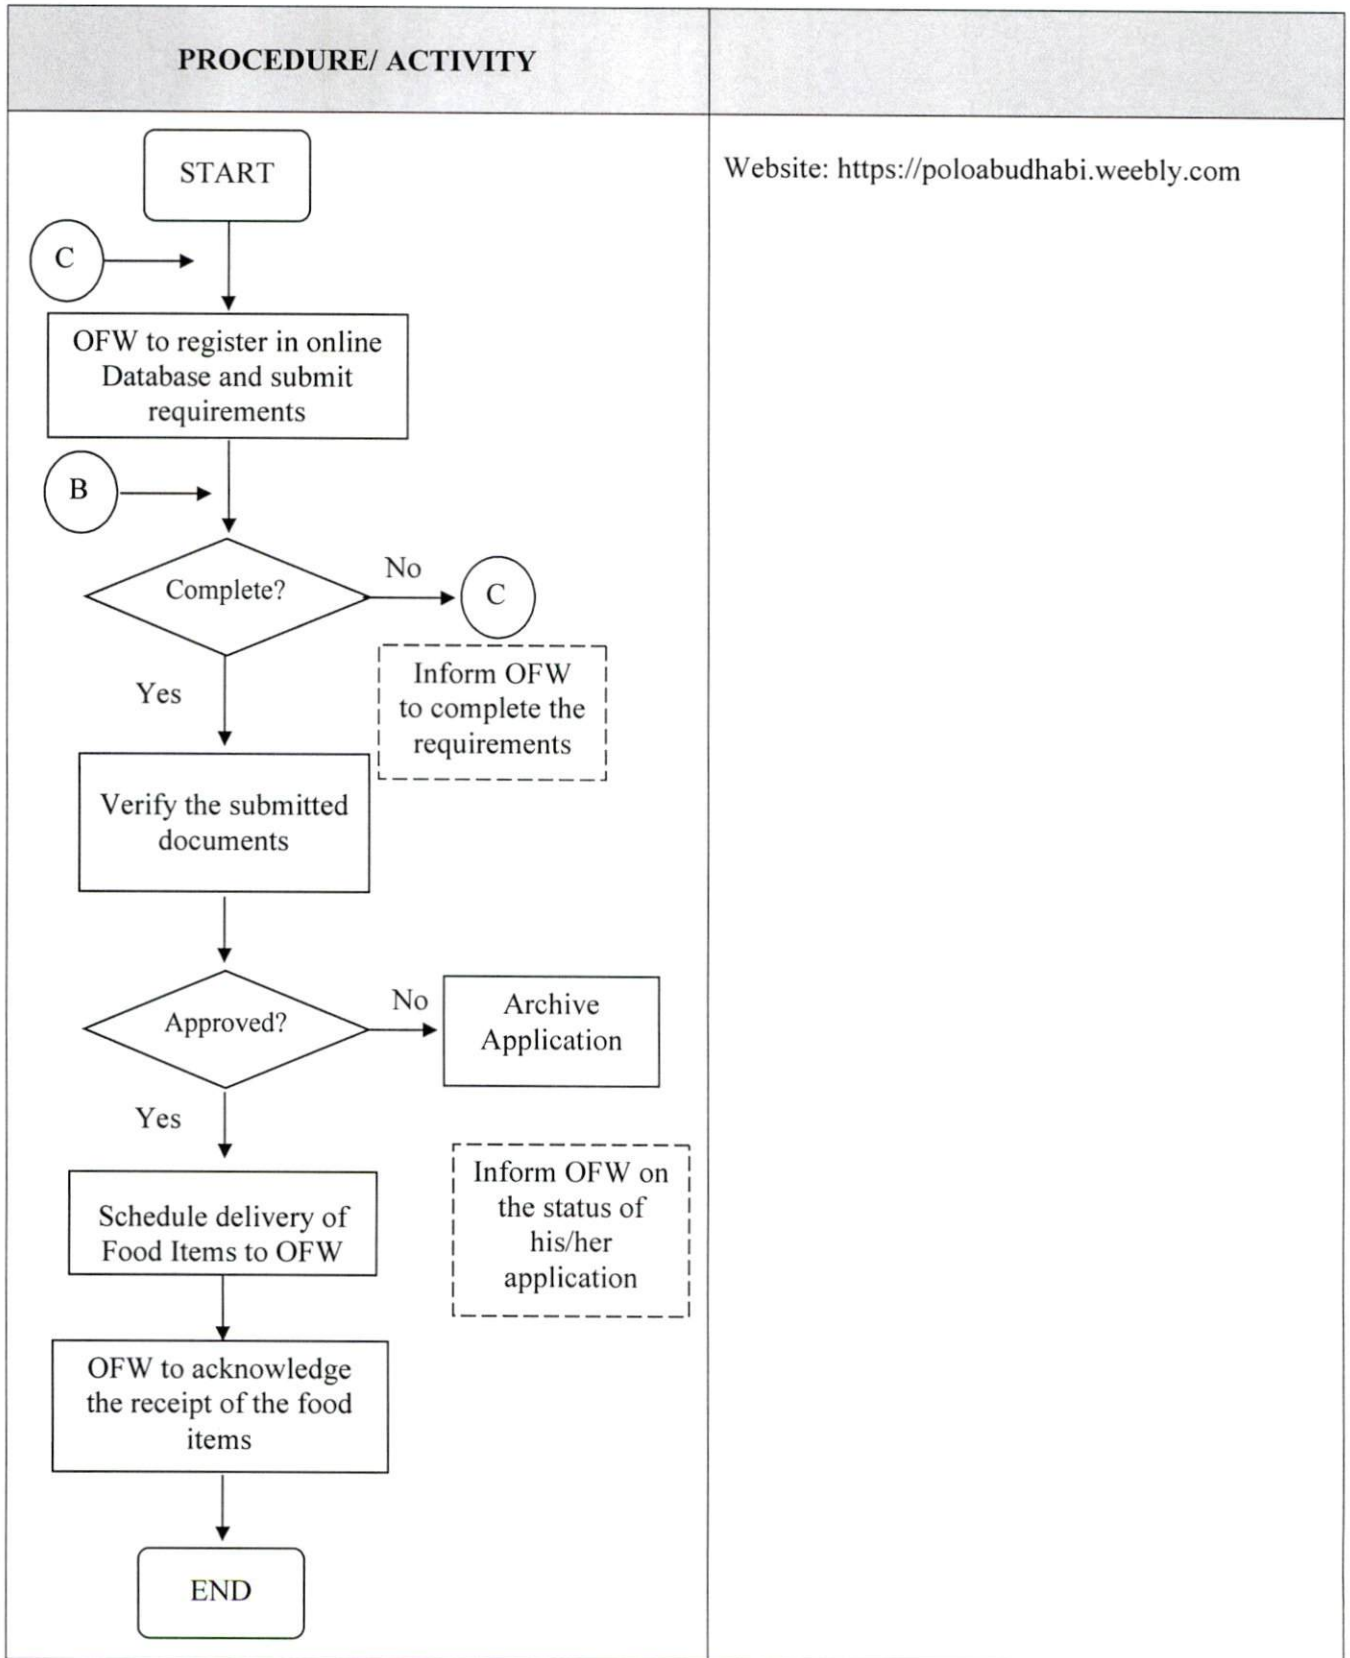 PROCEDURE/ ACTIVITY
START
Website: https://poloabudhabi.weebly.com
C
OFW to register in online
Database and submit
requirements
B
Complete?
No
C
Inform OFW
to complete the
requirements
Yes
Verify the submitted
documents
Approved?
No
Archive
Application
Yes
Inform OFW on
the status of
his/her
application
Schedule delivery of
Food Items to OFW
OFW to acknowledge
the receipt of the food
items
END